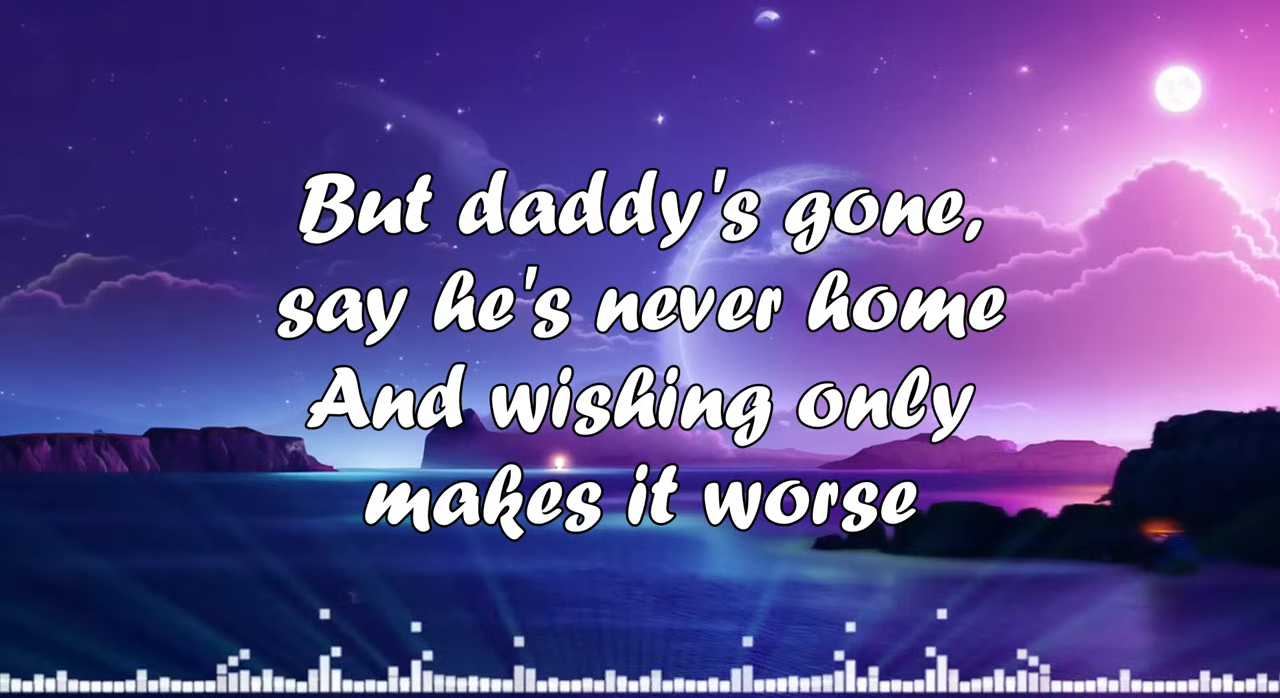 But daddy's gone,
say he's never home
And wishing only
makes it worse